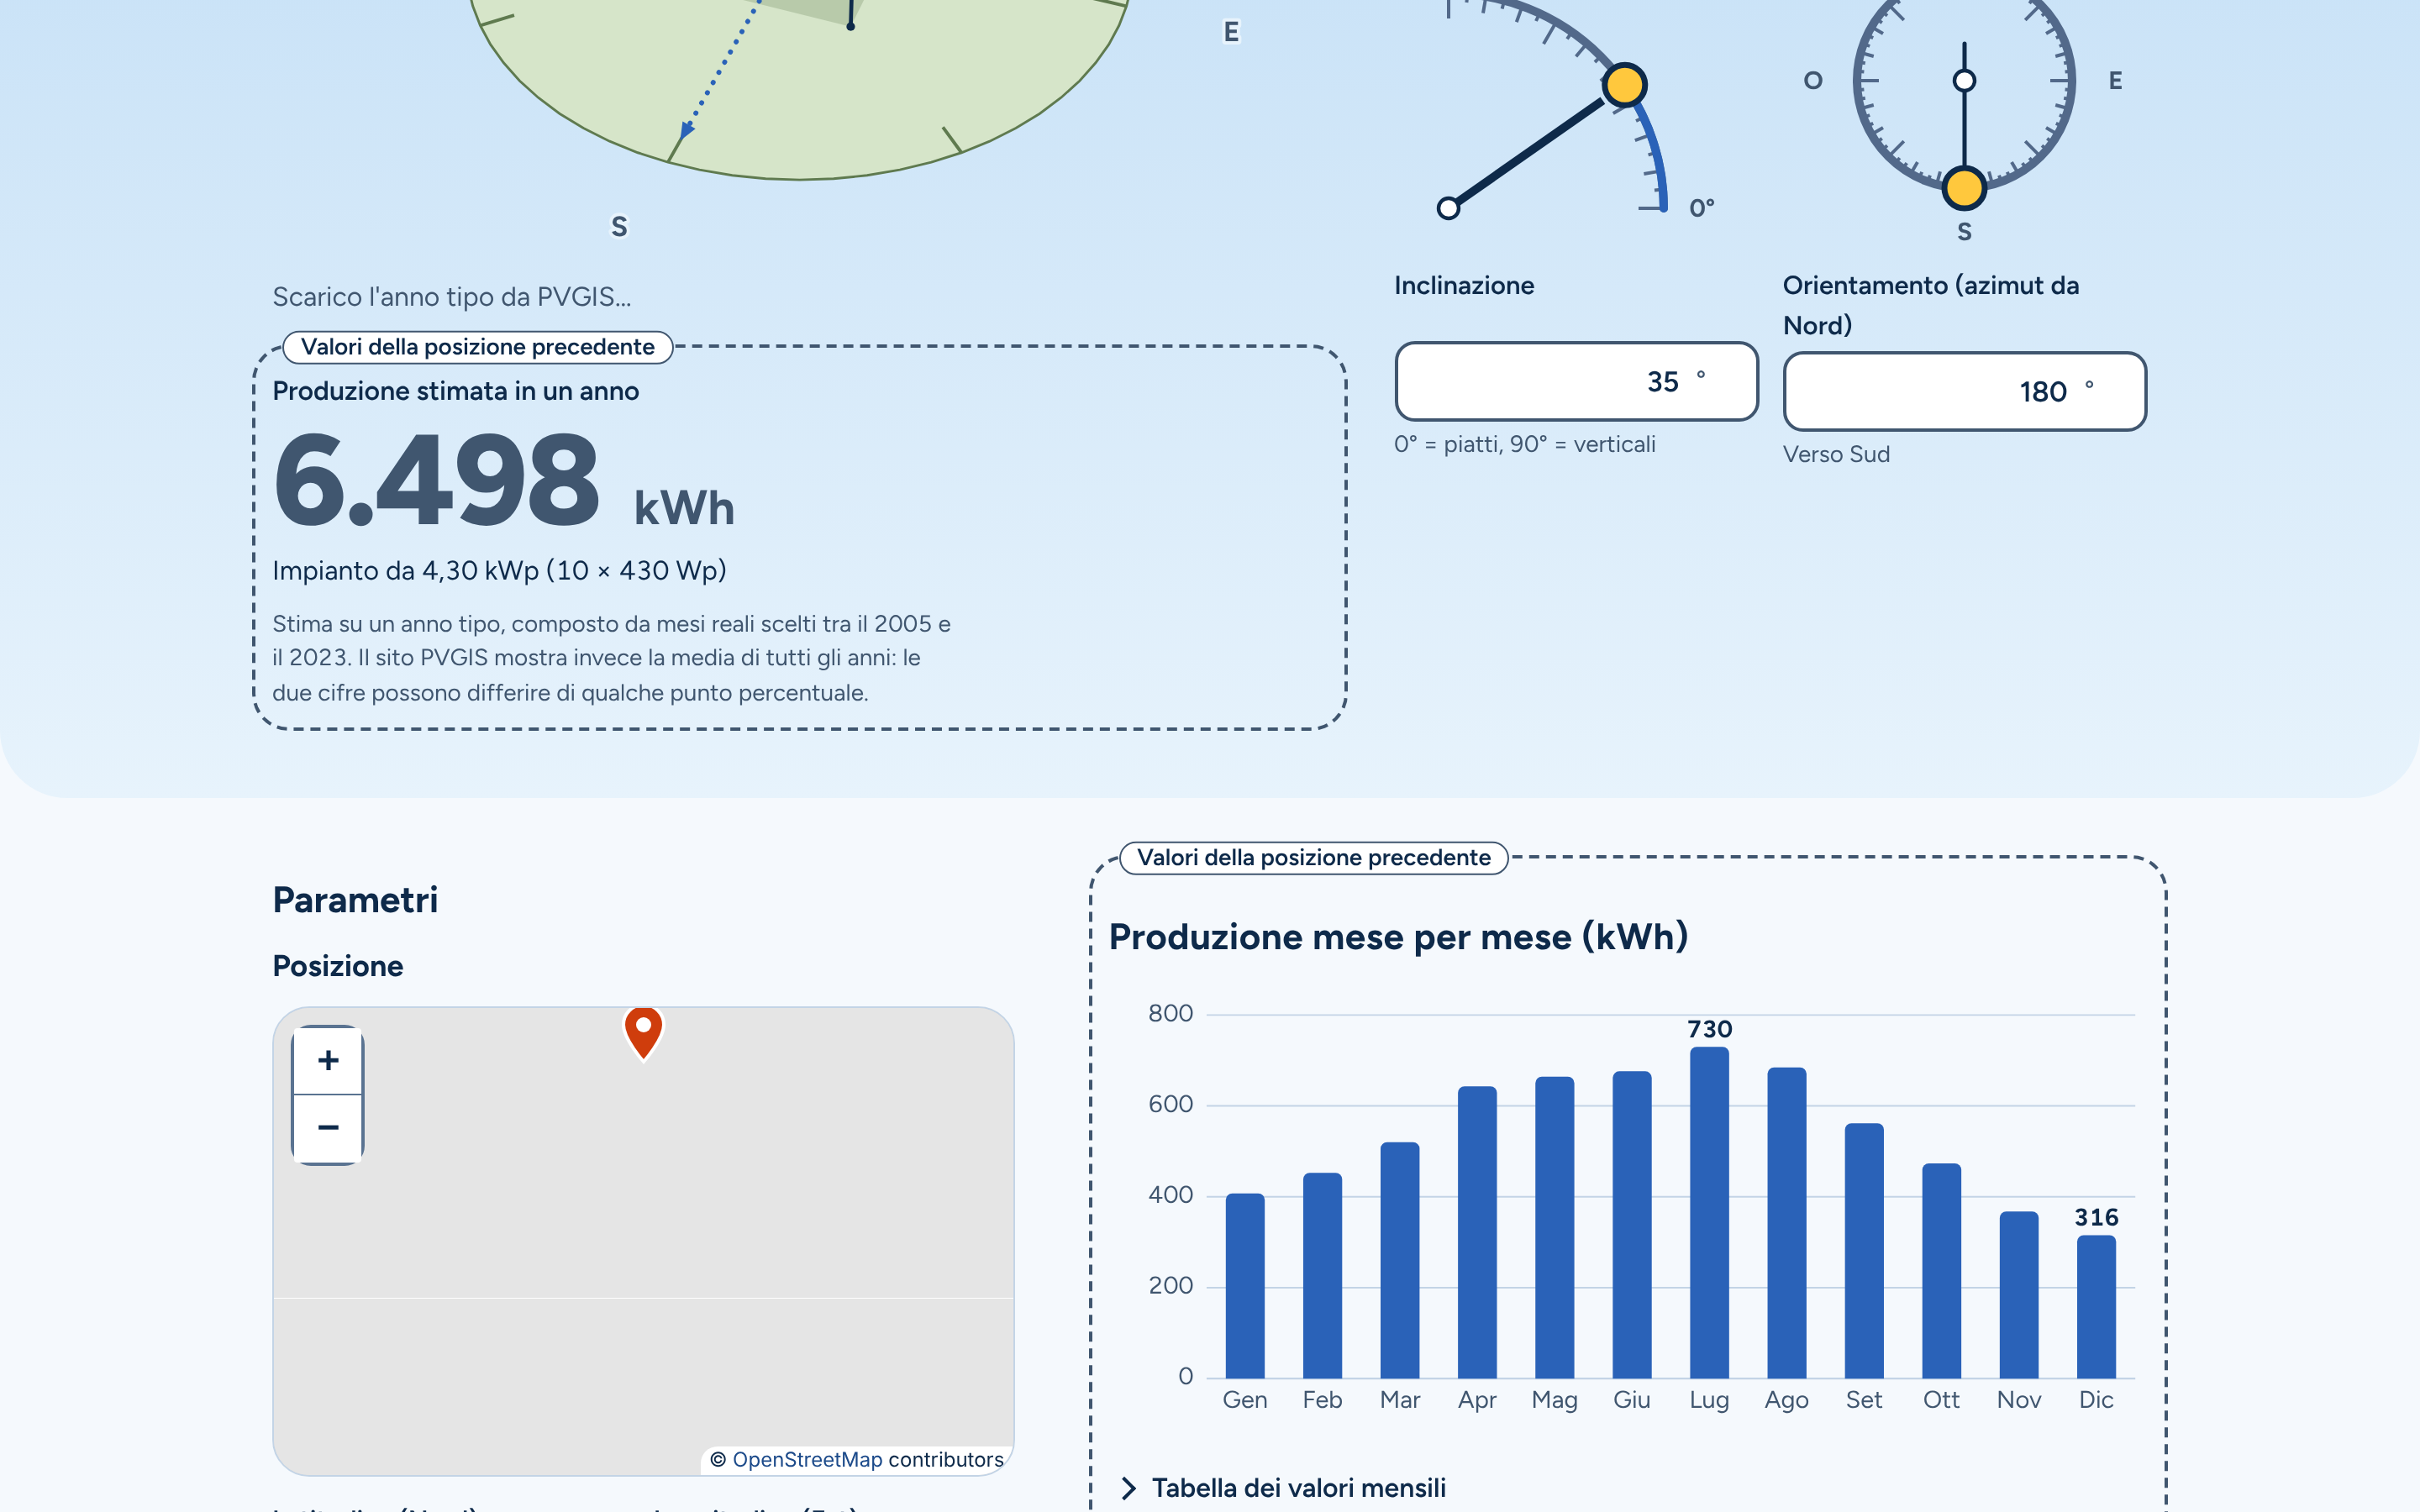 E
S
0°
O
E
S
Scarico l'anno tipo da PVGIS...
Valori della posizione precedente
Produzione stimata in un anno
6.498 kWh
Impianto da 4,30 kWp (10 × 430 Wp)
Stima su un anno tipo, composto da mesi reali scelti tra il 2005 e
il 2023. Il sito PVGIS mostra invece la media di tutti gli anni: le
due cifre possono differire di qualche punto percentuale.
Inclinazione
35 °
0° = piatti, 90° = verticali
Orientamento (azimut da
Nord)
180 °
Verso Sud
Parametri
Posizione
+
−
© OpenStreetMap contributors
Valori della posizione precedente
Produzione mese per mese (kWh)
800
600
400
200
0
730
316
Gen Feb Mar Apr Mag Giu Lug Ago Set Ott Nov Dic
Tabella dei valori mensili